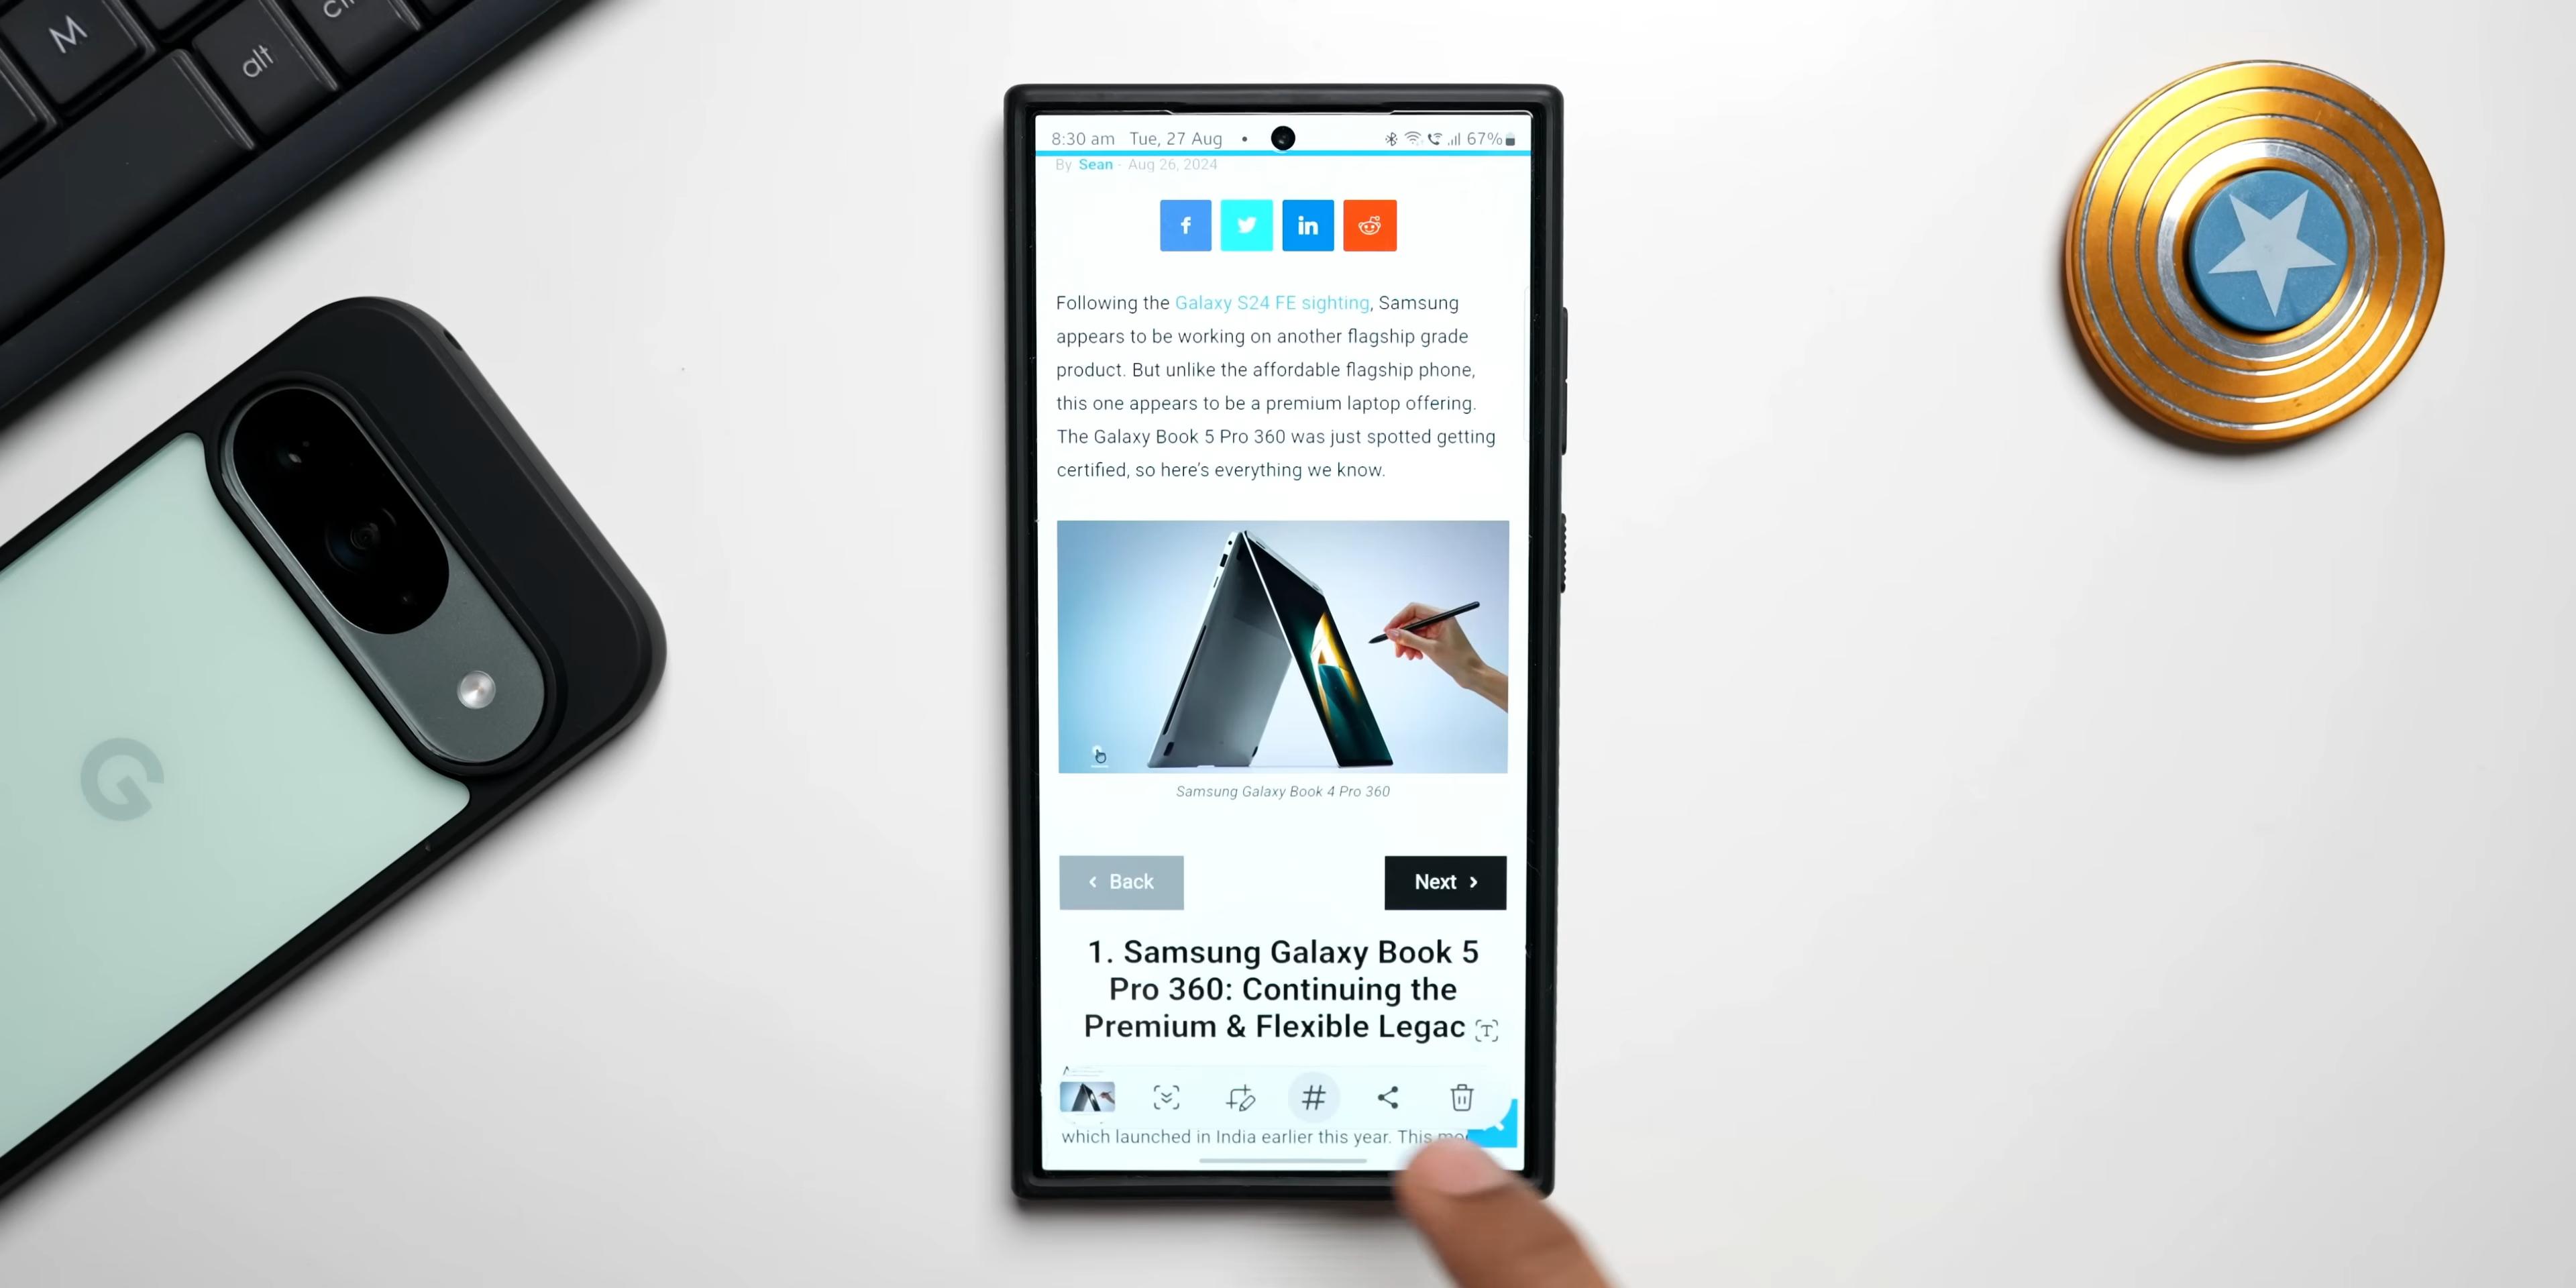 M
alt
8:30 am Tue, 27 Aug
67%
By Sean - Aug 26, 2024
f
in
Following the Galaxy S24 FE sighting, Samsung
appears to be working on another flagship grade
product. But unlike the affordable flagship phone,
this one appears to be a premium laptop offering.
The Galaxy Book 5 Pro 360 was just spotted getting
certified, so here's everything we know.
Samsung Galaxy Book 4 Pro 360
Back
Next
1. Samsung Galaxy Book 5
Pro 360: Continuing the
Premium & Flexible Legac
T
#
which launched in India earlier this year. This
G